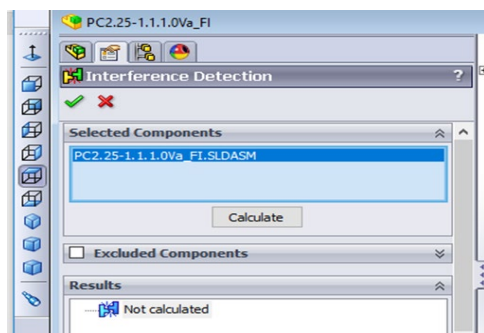 PC2.25-1.1.1.0Va_FI
Interference Detection ?
Selected Components
PC2.25-1.1.1.0Va_FI.SLDASM
Calculate
Excluded Components
Results
Not calculated